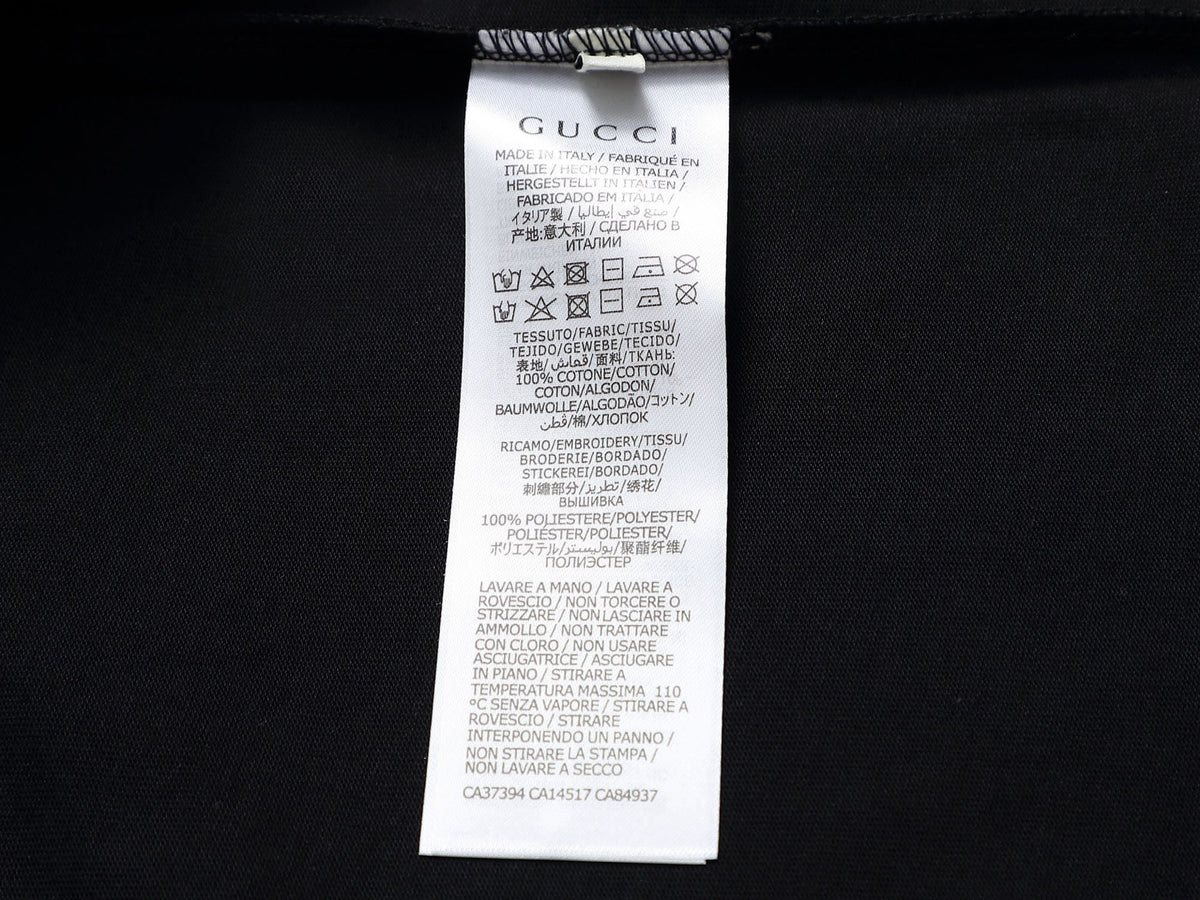 GUCCI
MADE IN ITALY / FABRIQUÉ EN
ITALIE / HECHO EN ITALIA /
HERGESTELLT IN ITALIEN /
FABRICADO EM ITALIA /
イタリア製 / صنع في إيطاليا /
产地:意大利 / СДЕЛАНО В
ИТАЛИИ
TESSUTO/FABRIC/TISSU/
TEJIDO/GEWEBE/TECIDO/
表地/قماش/面料/ТКАНЬ:
100% COTONE/COTTON/
COTON/ALGODON/
BAUMWOLLE/ALGODÃO/コットン/
قطن/棉/ХЛОПОК
RICAMO/EMBROIDERY/TISSU/
BRODERIE/BORDADO/
STICKEREI/BORDADO/
刺繍部分/تطريز/绣花/
ВЫШИВКА
100% POLIESTERE/POLYESTER/
POLIÉSTER/POLIESTER/
ポリエステル/بوليستر/聚酯纤维/
ПОЛИЭСТЕР
LAVARE A MANO / LAVARE A
ROVESCIO / NON TORCERE O
STRIZZARE / NON LASCIARE IN
AMMOLLO / NON TRATTARE
CON CLORO / NON USARE
ASCIUGATRICE / ASCIUGARE
IN PIANO / STIRARE A
TEMPERATURA MASSIMA 110
°C SENZA VAPORE / STIRARE A
ROVESCIO / STIRARE
INTERPONENDO UN PANNO /
NON STIRARE LA STAMPA /
NON LAVARE A SECCO
CA37394 CA14517 CA84937